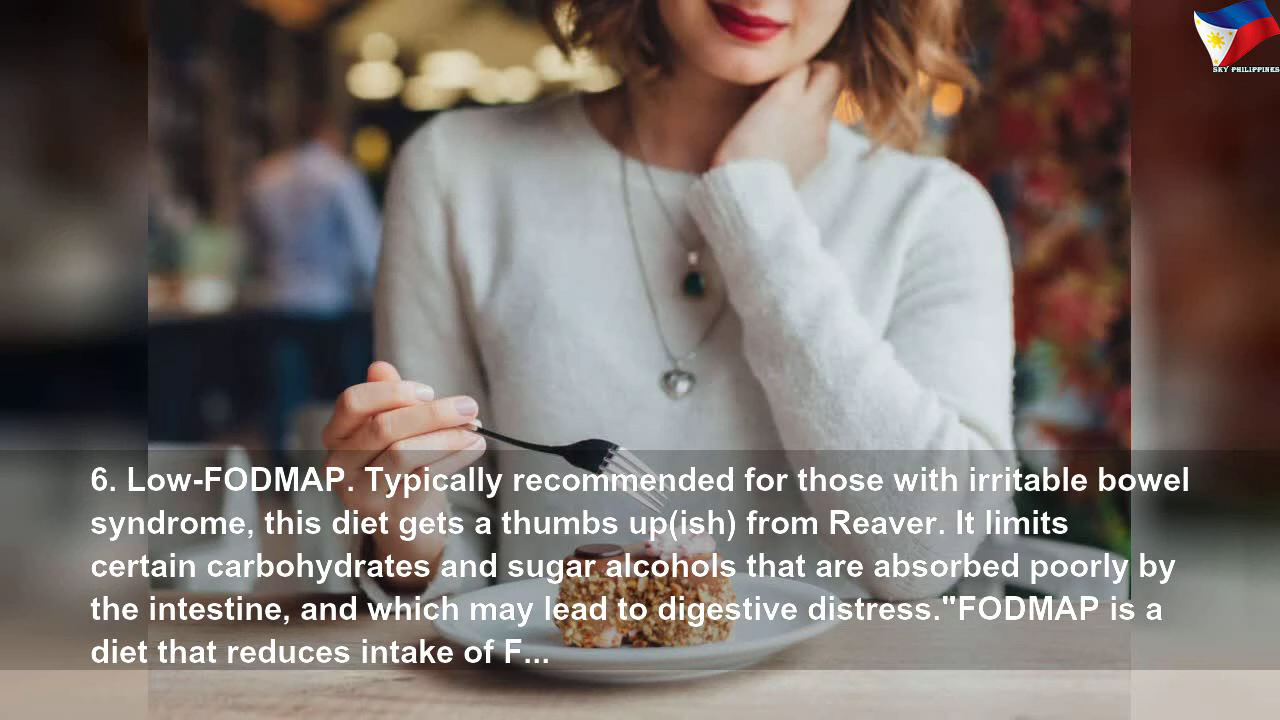 SKY PHILIPPINES
6. Low-FODMAP. Typically recommended for those with irritable bowel
syndrome, this diet gets a thumbs up(ish) from Reaver. It limits
certain carbohydrates and sugar alcohols that are absorbed poorly by
the intestine, and which may lead to digestive distress."FODMAP is a
diet that reduces intake of F...